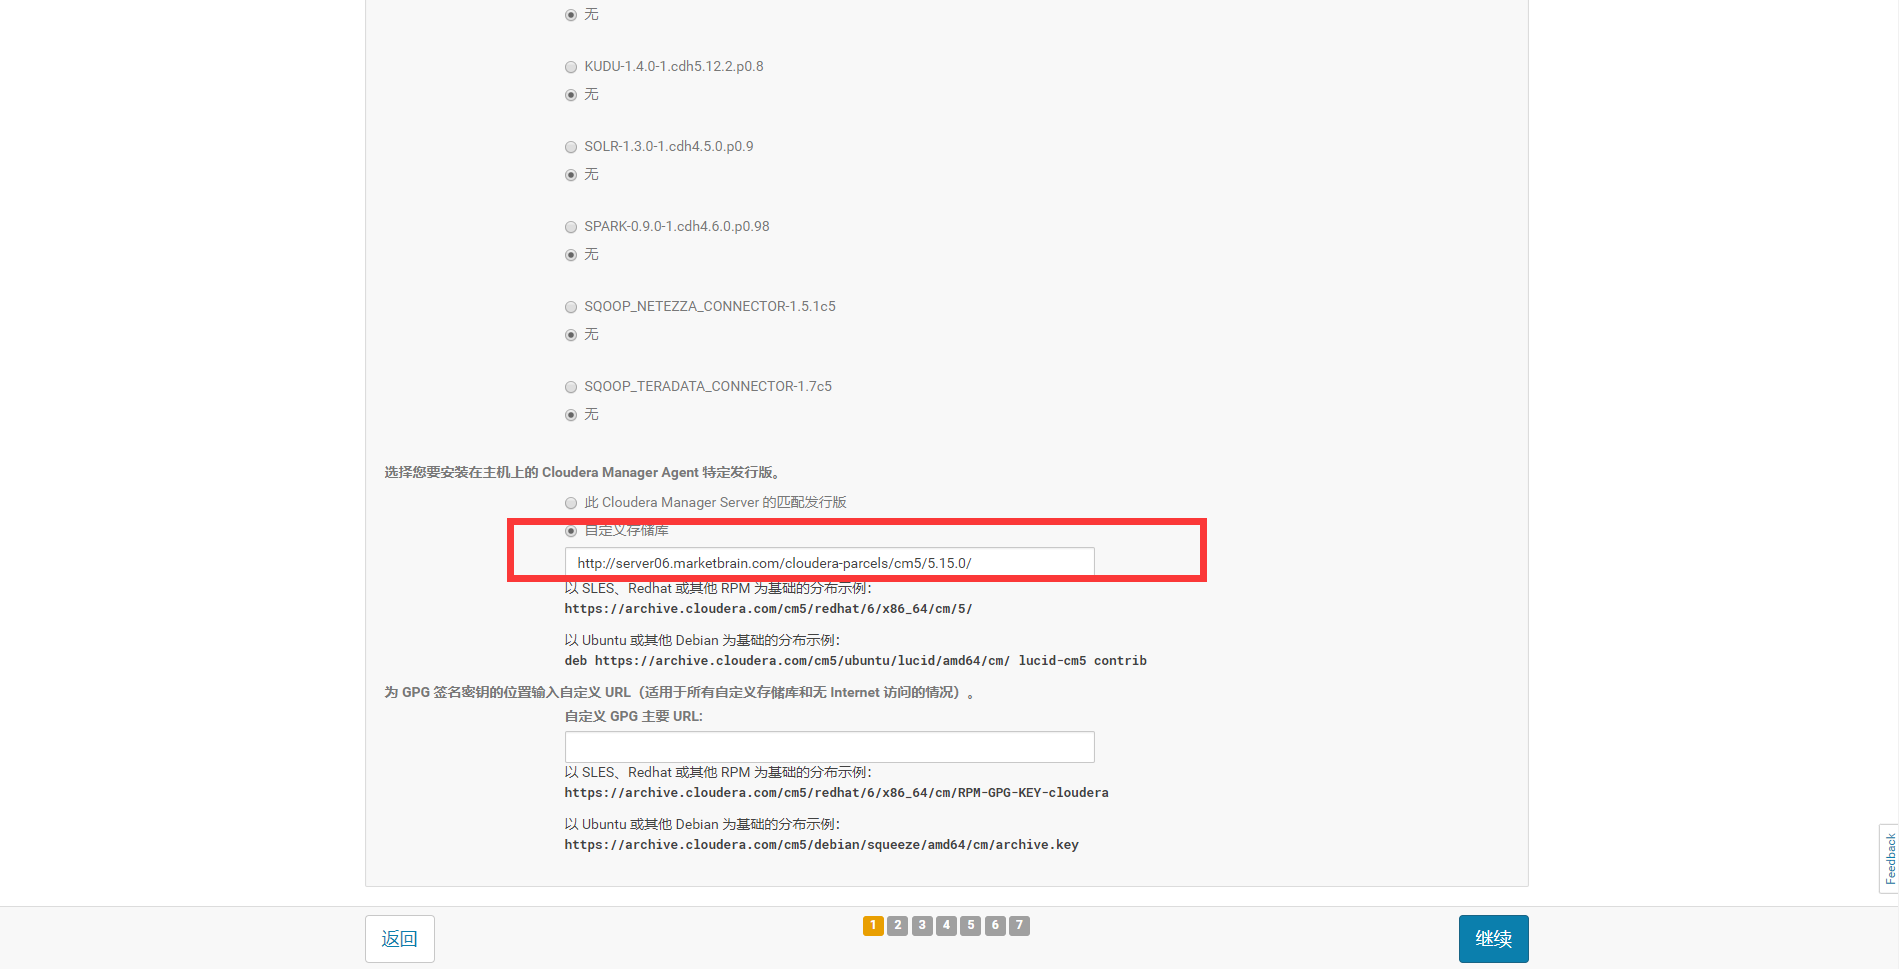 无
KUDU-1.4.0-1.cdh5.12.2.p0.8
无
SOLR-1.3.0-1.cdh4.5.0.p0.9
无
SPARK-0.9.0-1.cdh4.6.0.p0.98
无
SQOOP_NETEZZA_CONNECTOR-1.5.1c5
无
SQOOP_TERADATA_CONNECTOR-1.7c5
无
选择您要安装在主机上的 Cloudera Manager Agent 特定发行版。
此 Cloudera Manager Server 的匹配发行版
自定义存储库
http://server06.marketbrain.com/cloudera-parcels/cm5/5.15.0/
以 SLES、Redhat 或其他 RPM 为基础的分布示例：
https://archive.cloudera.com/cm5/redhat/6/x86_64/cm/5/
以 Ubuntu 或其他 Debian 为基础的分布示例：
deb https://archive.cloudera.com/cm5/ubuntu/lucid/amd64/cm/ lucid-cm5 contrib
为 GPG 签名密钥的位置输入自定义 URL（适用于所有自定义存储库和无 Internet 访问的情况）。
自定义 GPG 主要 URL:
以 SLES、Redhat 或其他 RPM 为基础的分布示例：
https://archive.cloudera.com/cm5/redhat/6/x86_64/cm/RPM-GPG-KEY-cloudera
以 Ubuntu 或其他 Debian 为基础的分布示例：
https://archive.cloudera.com/cm5/debian/squeeze/amd64/cm/archive.key
Feedback
返回
1 2 3 4 5 6 7
继续